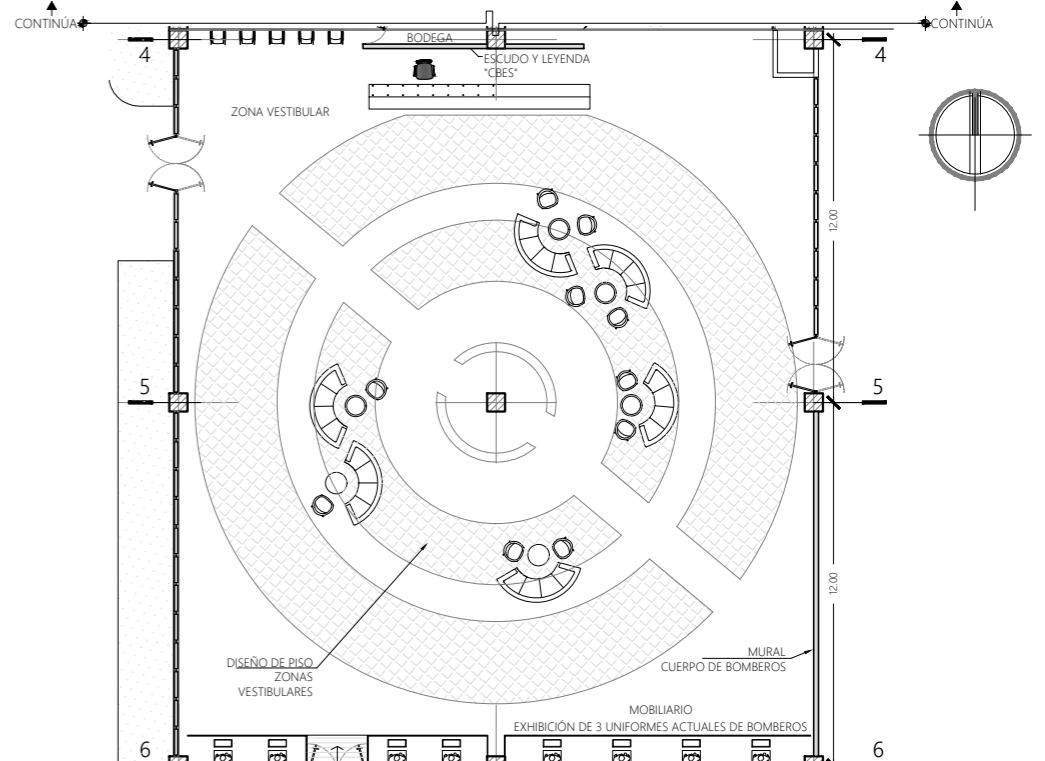 CONTINÚA
CONTINÚA
4
BODEGA
4
ESCUDO Y LEYENDA
"CBES"
ZONA VESTIBULAR
12.00
5
5
12.00
DISEÑO DE PISO
ZONAS
VESTIBULARES
MURAL
CUERPO DE BOMBEROS
MOBILIARIO
EXHIBICIÓN DE 3 UNIFORMES ACTUALES DE BOMBEROS
6
6